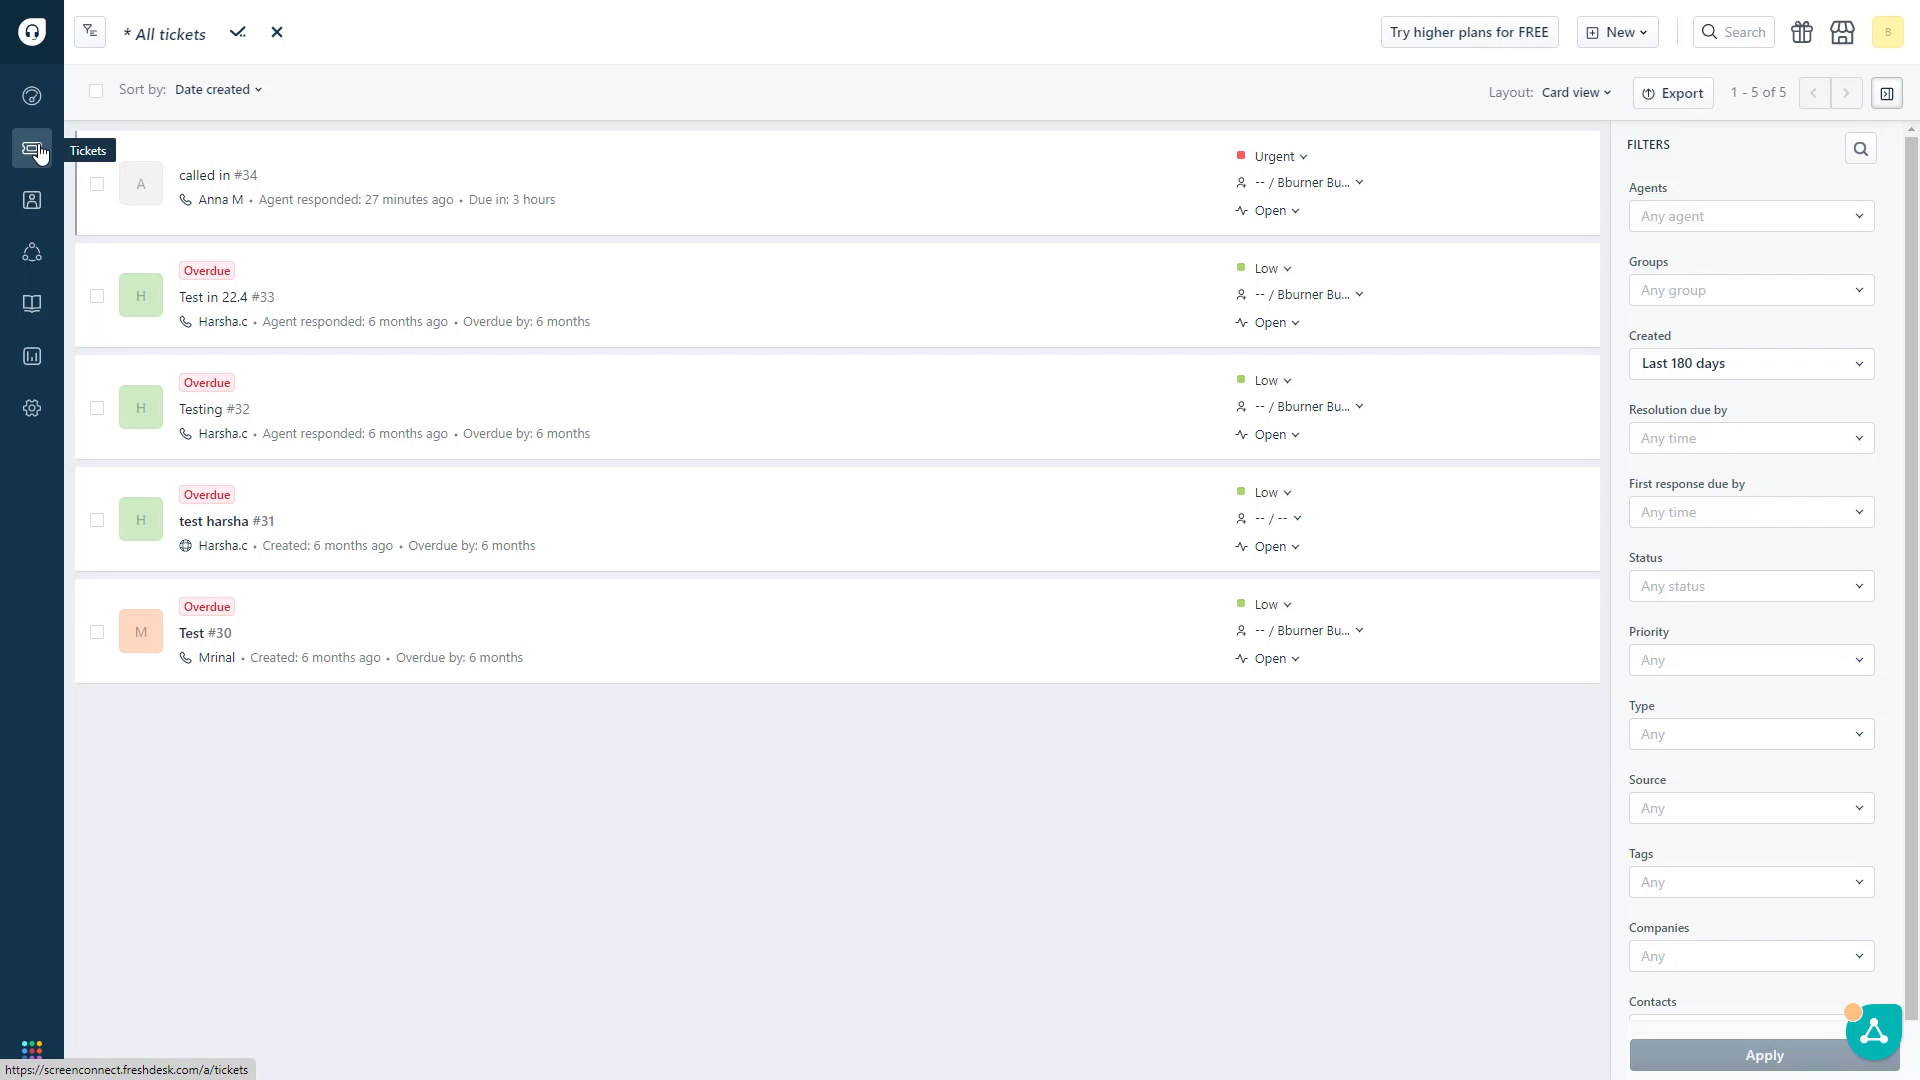 * All tickets
Try higher plans for FREE
New
Search
B
Sort by: Date created
Layout: Card view
Export
1 - 5 of 5
Tickets
A
called in #34
Anna M • Agent responded: 27 minutes ago • Due in: 3 hours
Urgent
-- / Bburner Bu...
Open
Overdue
H
Test in 22.4 #33
Harsha.c • Agent responded: 6 months ago • Overdue by: 6 months
Low
-- / Bburner Bu...
Open
Overdue
H
Testing #32
Harsha.c • Agent responded: 6 months ago • Overdue by: 6 months
Low
-- / Bburner Bu...
Open
Overdue
H
test harsha #31
Harsha.c • Created: 6 months ago • Overdue by: 6 months
Low
-- / --
Open
Overdue
M
Test #30
Mrinal • Created: 6 months ago • Overdue by: 6 months
Low
-- / Bburner Bu...
Open
FILTERS
Agents
Any agent
Groups
Any group
Created
Last 180 days
Resolution due by
Any time
First response due by
Any time
Status
Any status
Priority
Any
Type
Any
Source
Any
Tags
Any
Companies
Any
Contacts
Apply
https://screenconnect.freshdesk.com/a/tickets